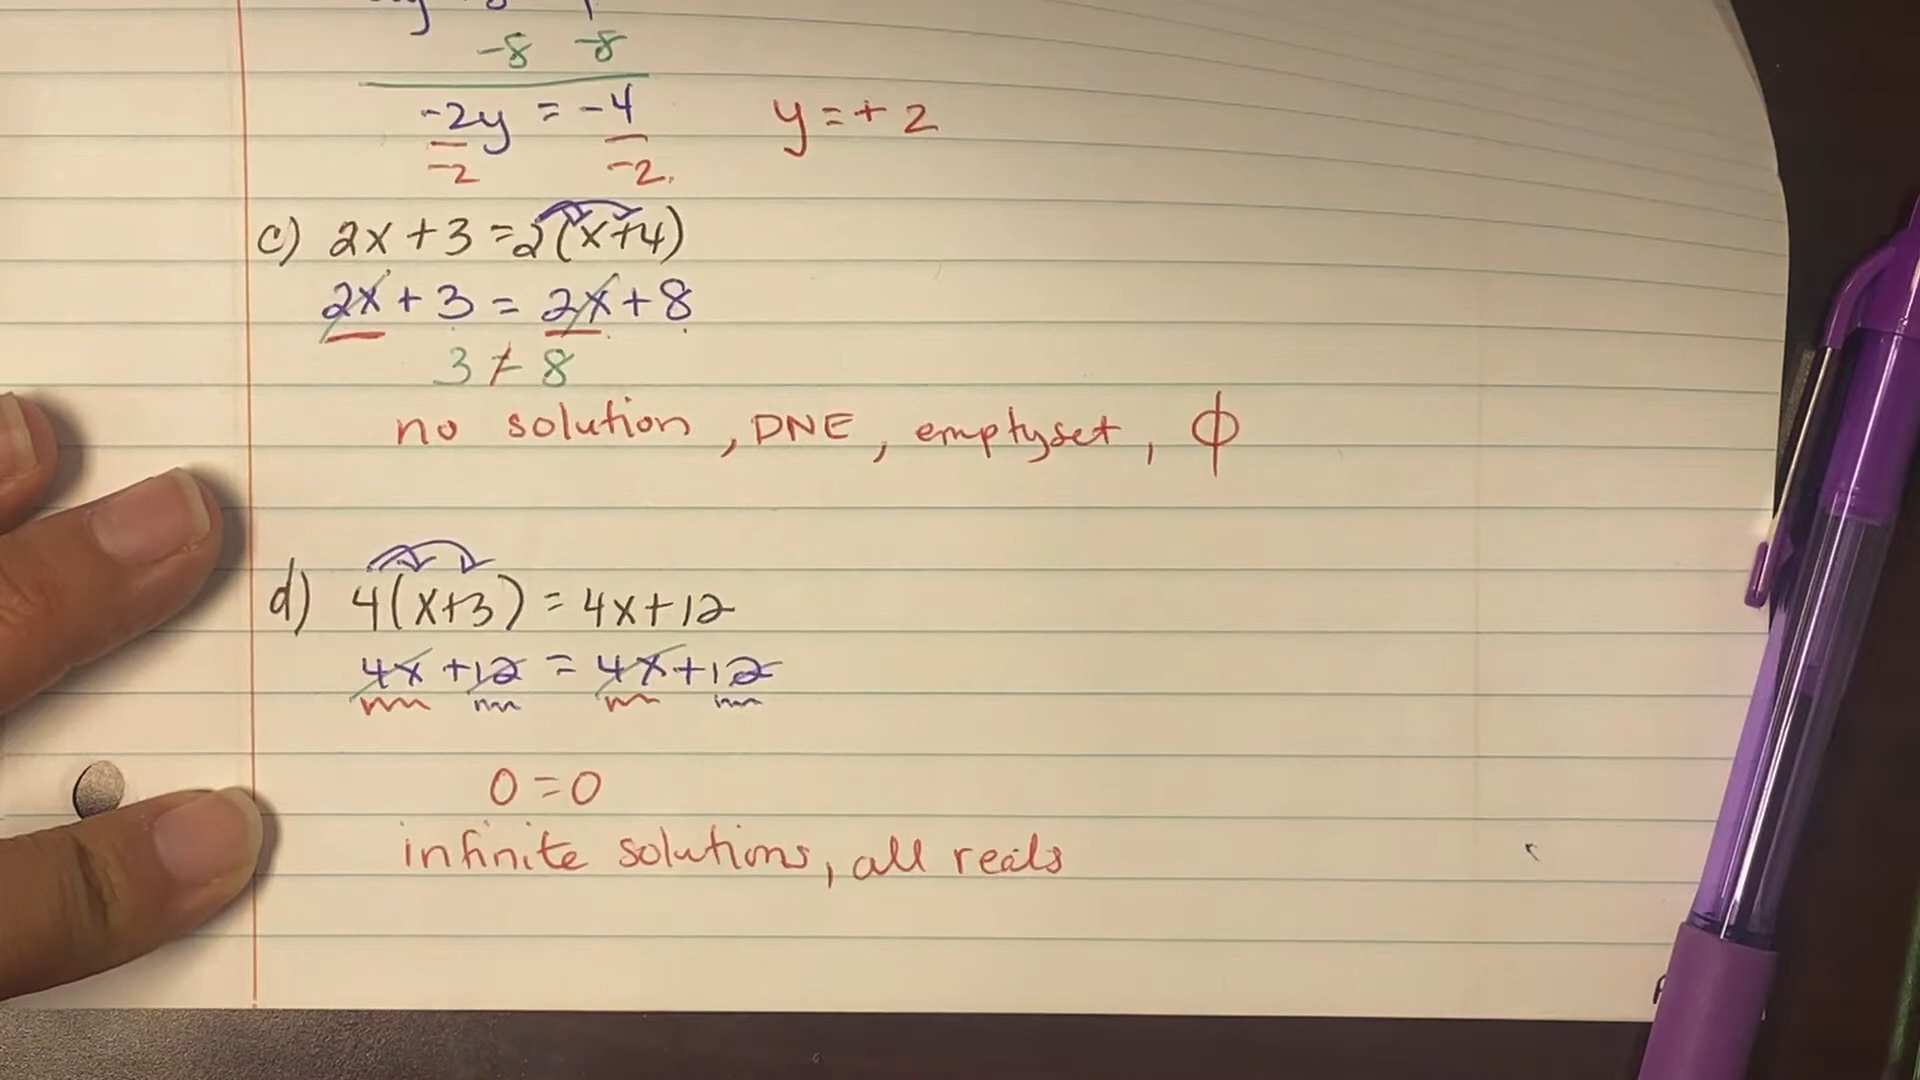 -8 -8
-2y = -4 y = + 2
-2 -2.
c) 2x + 3 = 2(x+4)
2x + 3 = 2x + 8
3 ≠ 8
no solution, DNE, emptyset, ϕ
d) 4(x+3) = 4x+12
4x +12 = 4x+12
0 = 0
infinite solutions, all reals